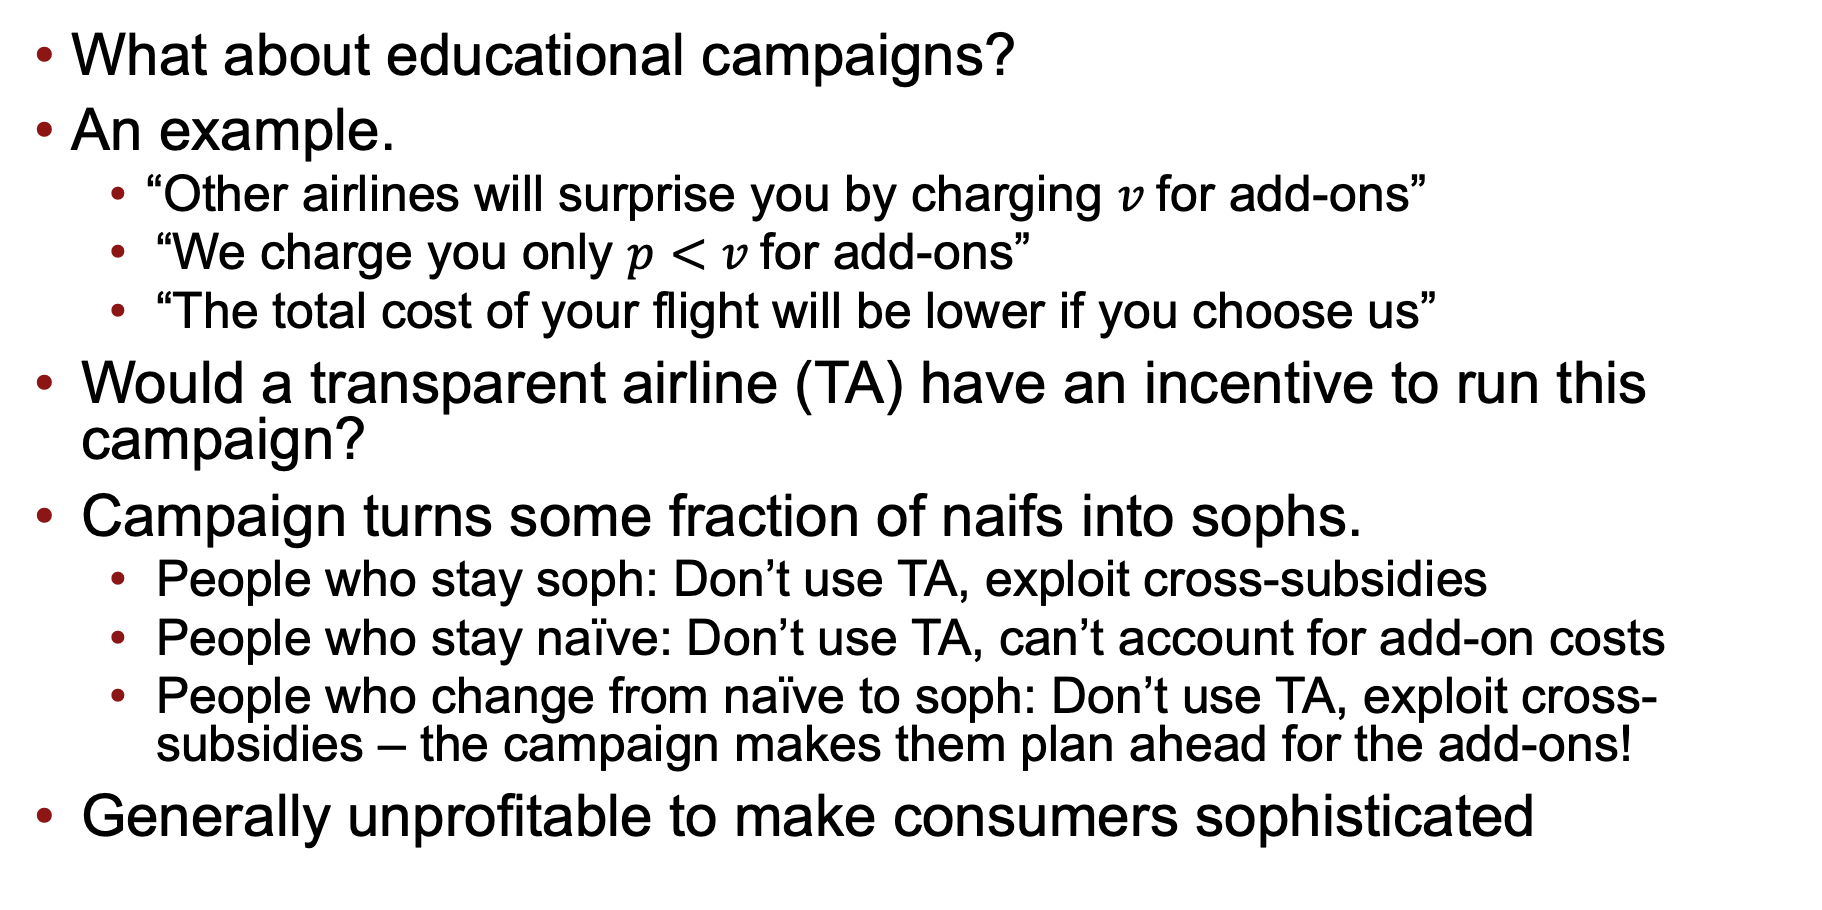 • What about educational campaigns?
• An example.
• “Other airlines will surprise you by charging 𝑣 for add-ons”
• “We charge you only 𝑝 < 𝑣 for add-ons”
• “The total cost of your flight will be lower if you choose us”
• Would a transparent airline (TA) have an incentive to run this
campaign?
• Campaign turns some fraction of naifs into sophs.
• People who stay soph: Don’t use TA, exploit cross-subsidies
• People who stay naïve: Don’t use TA, can’t account for add-on costs
• People who change from naïve to soph: Don’t use TA, exploit cross-
subsidies – the campaign makes them plan ahead for the add-ons!
• Generally unprofitable to make consumers sophisticated